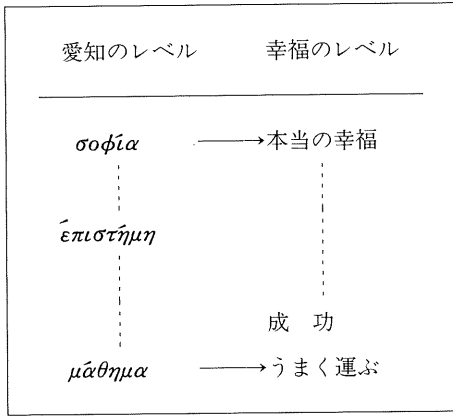 愛知のレベル 幸福のレベル
σοφία ──→本当の幸福
έπιστήμη
成 功
μάθημα ──→うまく運ぶ